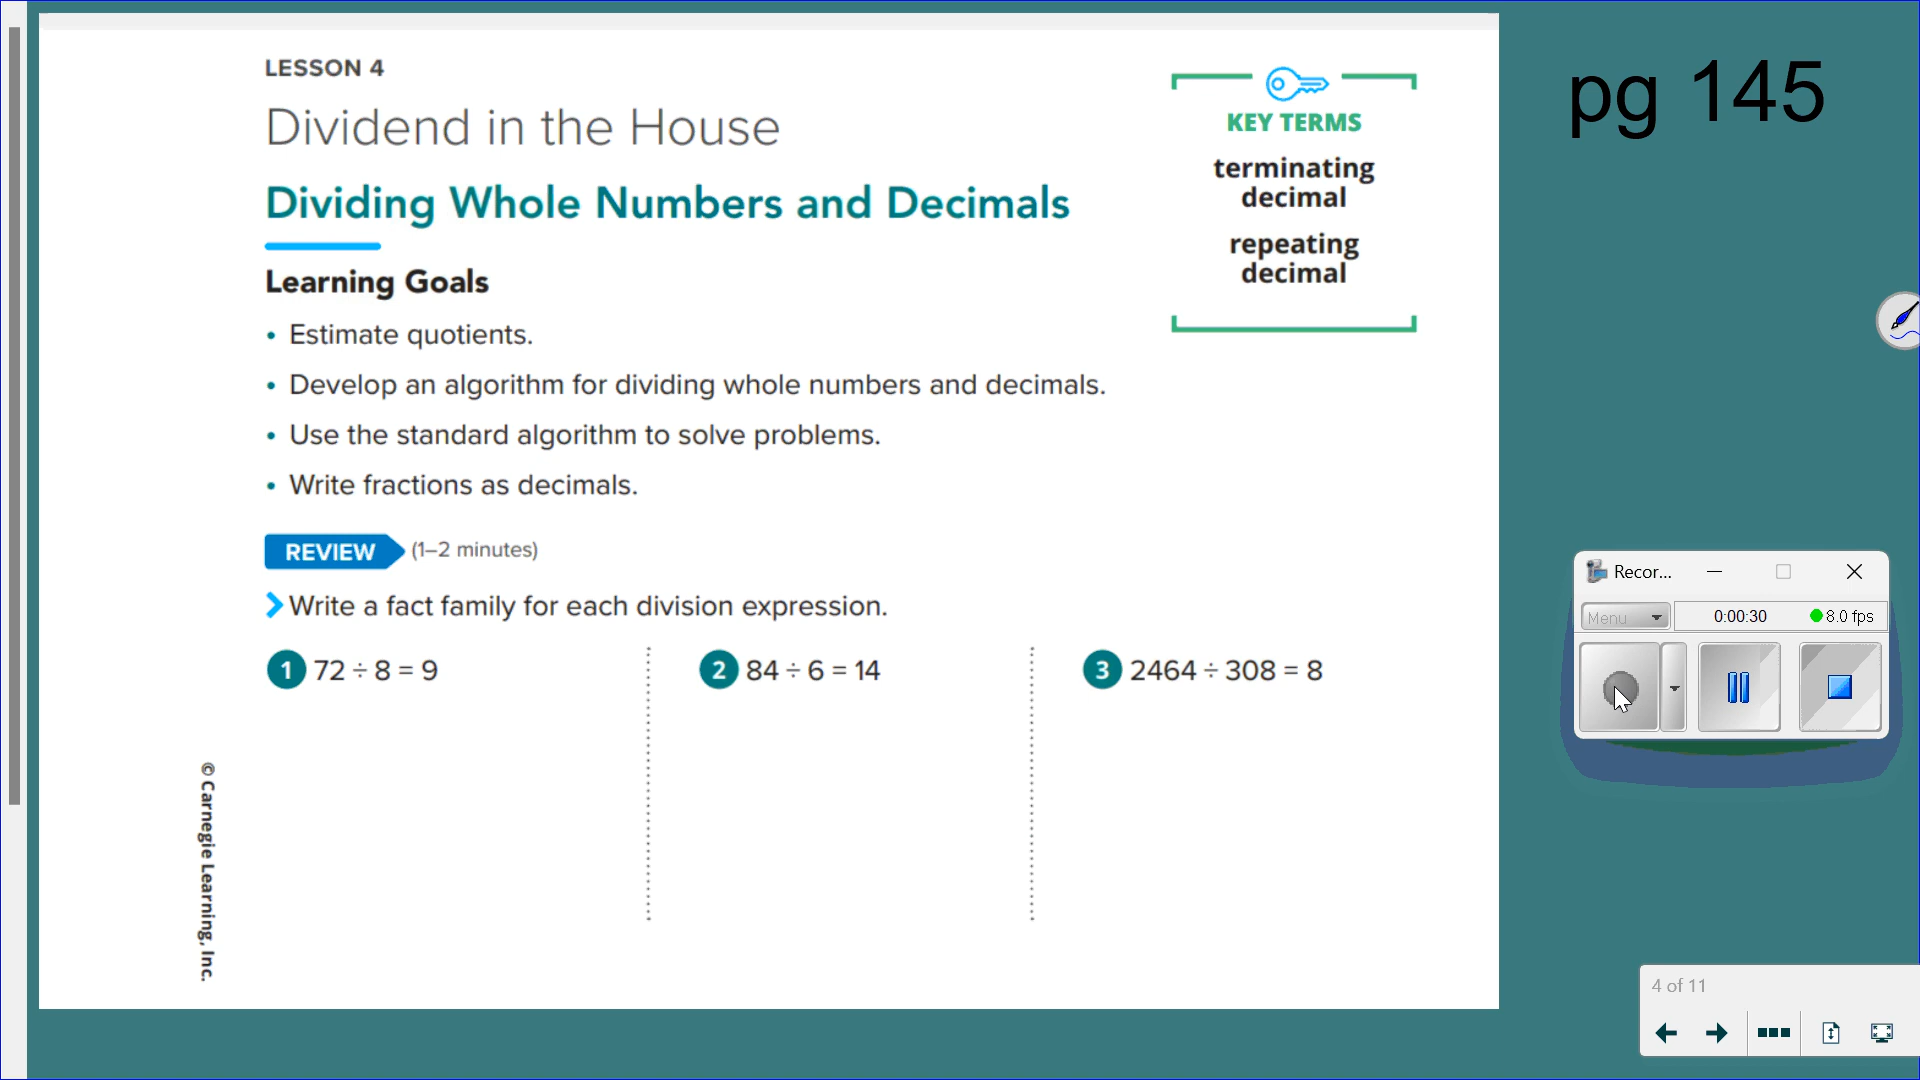 LESSON 4
Dividend in the House
Dividing Whole Numbers and Decimals
Learning Goals
• Estimate quotients.
• Develop an algorithm for dividing whole numbers and decimals.
• Use the standard algorithm to solve problems.
• Write fractions as decimals.
KEY TERMS
terminating
decimal
repeating
decimal
REVIEW (1–2 minutes)
Write a fact family for each division expression.
1 72 ÷ 8 = 9
2 84 ÷ 6 = 14
3 2464 ÷ 308 = 8
© Carnegie Learning, Inc.
pg 145
Recor...
Menu 0:00:30 8.0 fps
4 of 11